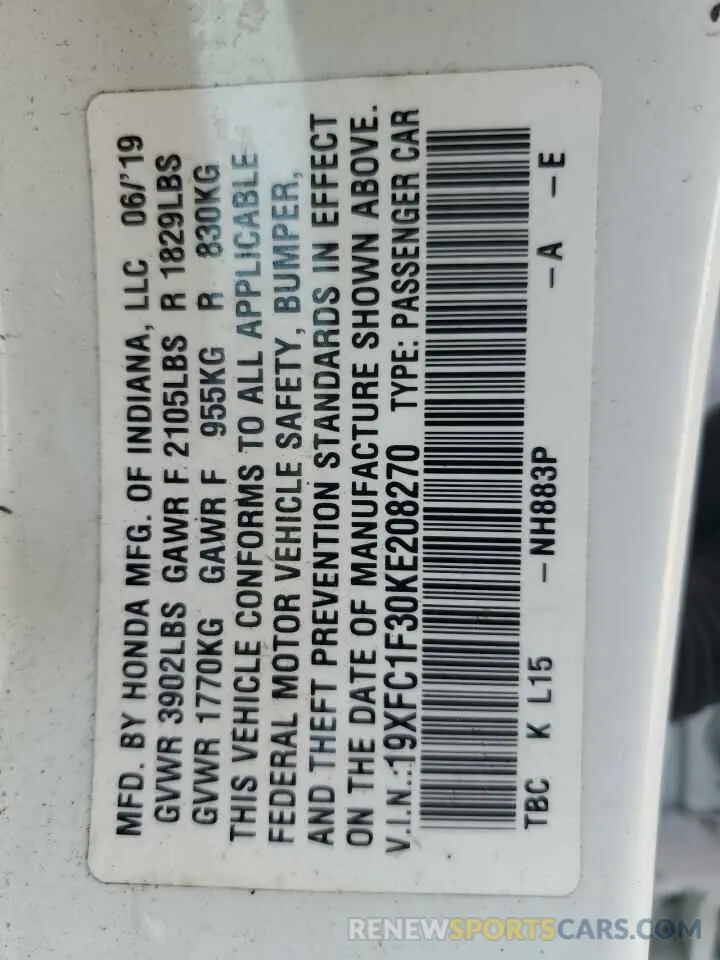 MFD. BY HONDA MFG. OF INDIANA, LLC 06/'19
GVWR 3902LBS GAWR F 2105LBS R 1829LBS
GVWR 1770KG GAWR F 955KG R 830KG
THIS VEHICLE CONFORMS TO ALL APPLICABLE
FEDERAL MOTOR VEHICLE SAFETY, BUMPER,
AND THEFT PREVENTION STANDARDS IN EFFECT
ON THE DATE OF MANUFACTURE SHOWN ABOVE.
V.I.N.:19XFC1F30KE208270 TYPE: PASSENGER CAR
TBC K L15 -NH883P -A -E
RENEWSPORTSCARS.COM